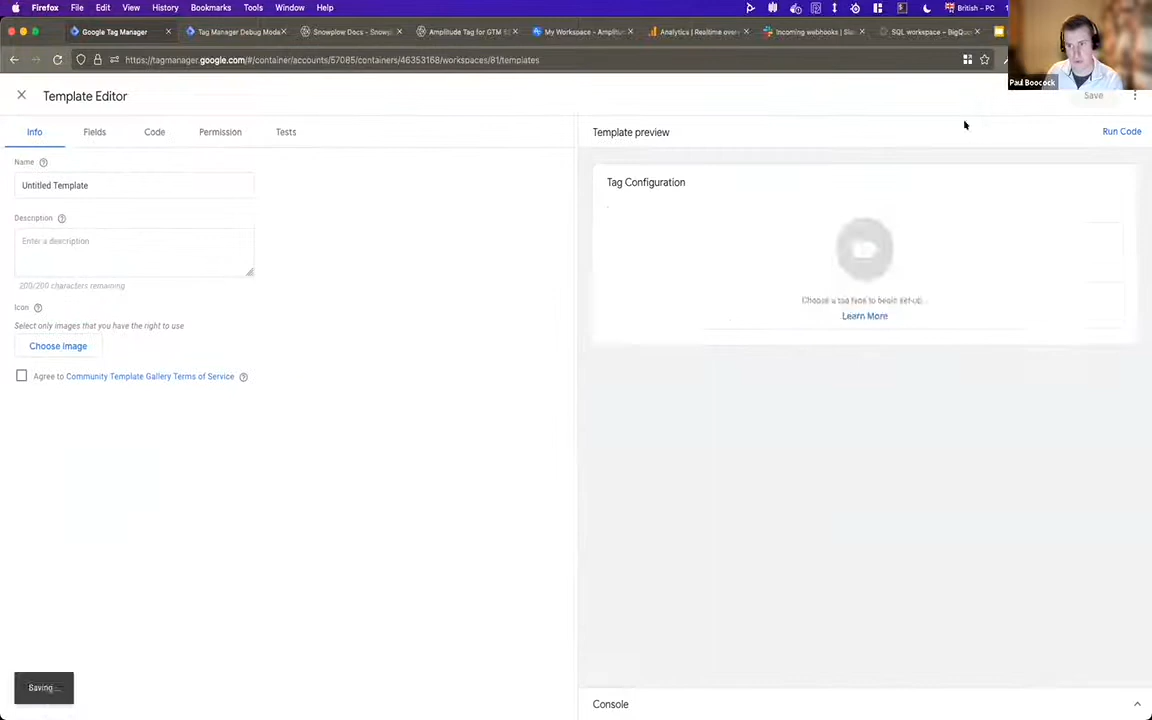 Firefox File Edit View History Bookmarks Tools Window Help British – PC
Google Tag Manager Tag Manager Debug Mod Snowplow Docs – Snowpl Amplitude Tag for GTM S My Workspace – Amplitud Analytics | Realtime over Incoming webhooks | Sla SQL workspace – BigQue
https://tagmanager.google.com/#/container/accounts/57085/containers/46353168/workspaces/81/templates
Paul Boocock
Template Editor
Save
Info Fields Code Permission Tests
Template preview
Run Code
Name
Untitled Template
Description
Enter a description
200/200 characters remaining
Icon
Select only images that you have the right to use
Choose Image
Agree to Community Template Gallery Terms of Service
Tag Configuration
Choose a tag type to begin set-up...
Learn More
Saving...
Console